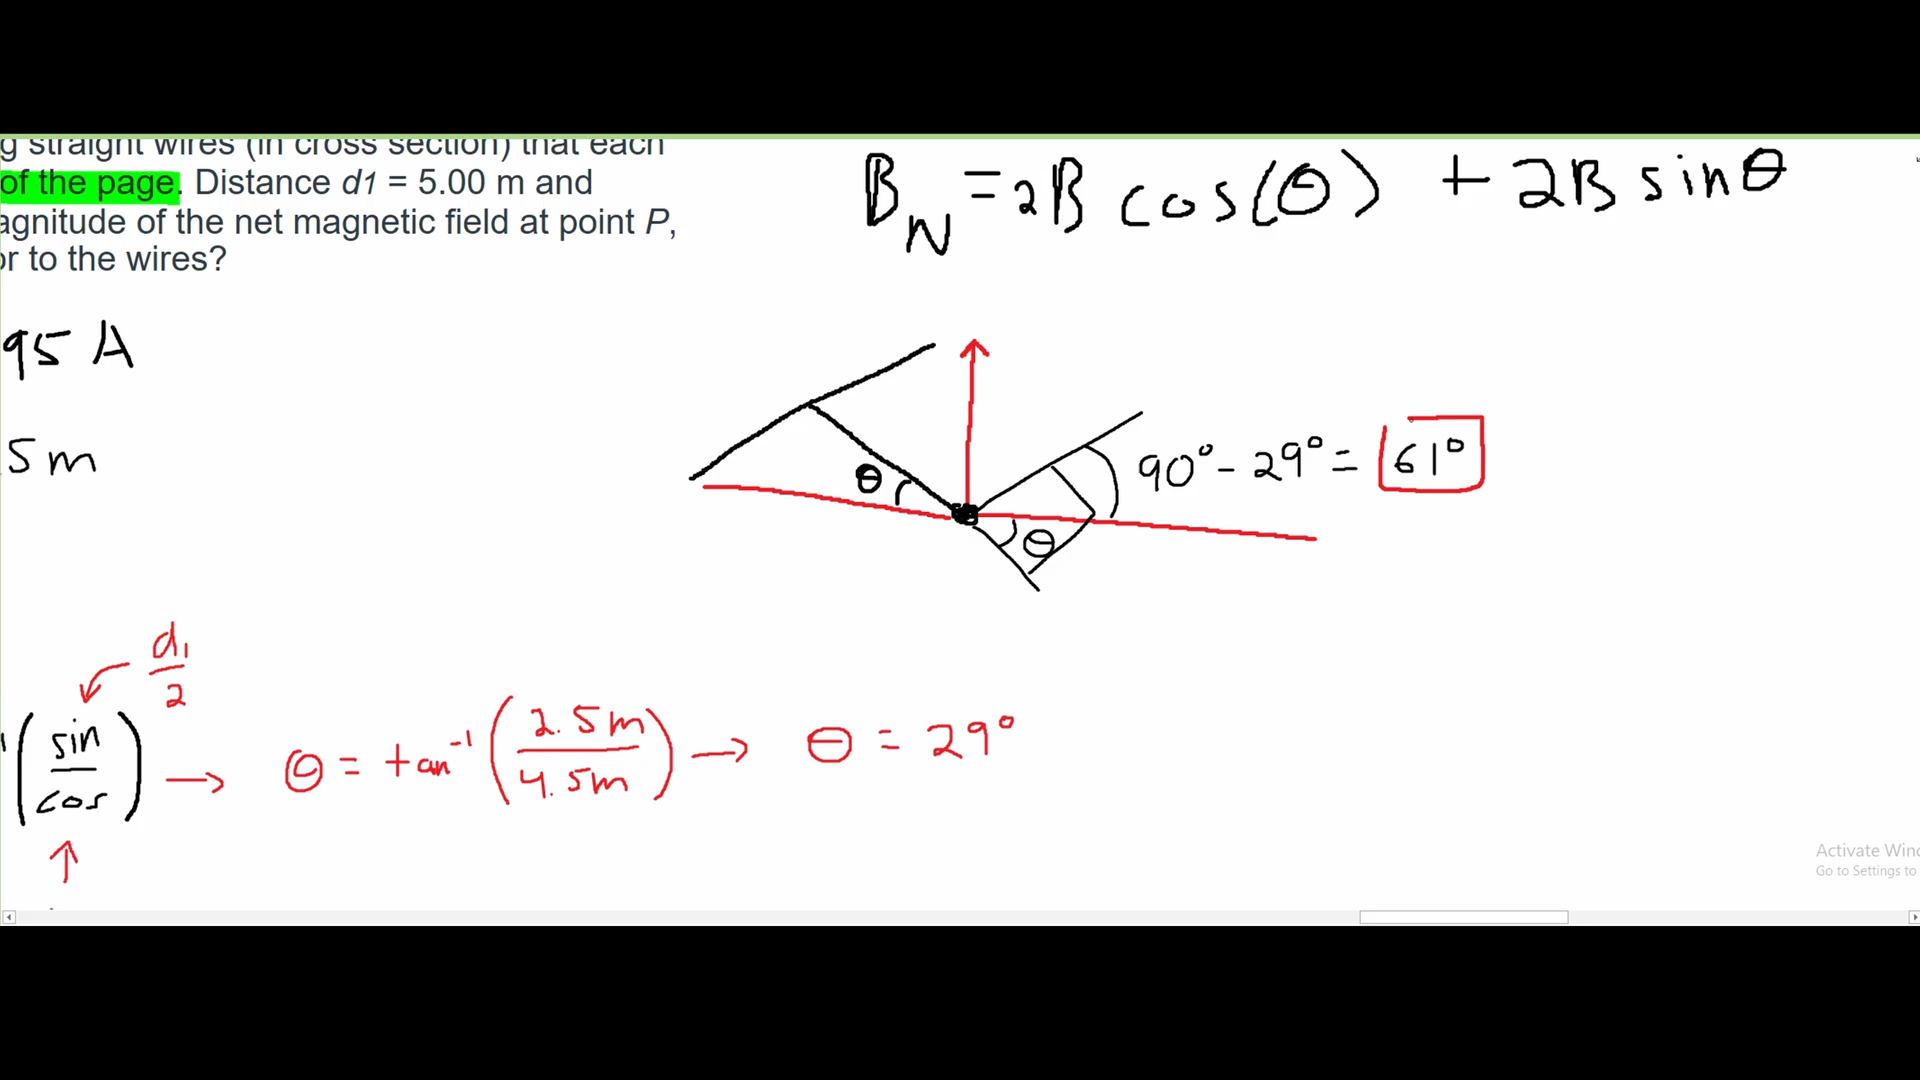 g straight wires (in cross section) that each
of the page. Distance d1 = 5.00 m and
agnitude of the net magnetic field at point P,
or to the wires?
B_N = 2B cos(θ) + 2B sinθ
95 A
5 m
θ
90° - 29° = 61°
θ
d₁/2
(sin/cos) → θ = tan⁻¹ (2.5m/4.5m) → θ = 29°
Activate Wind
Go to Settings to